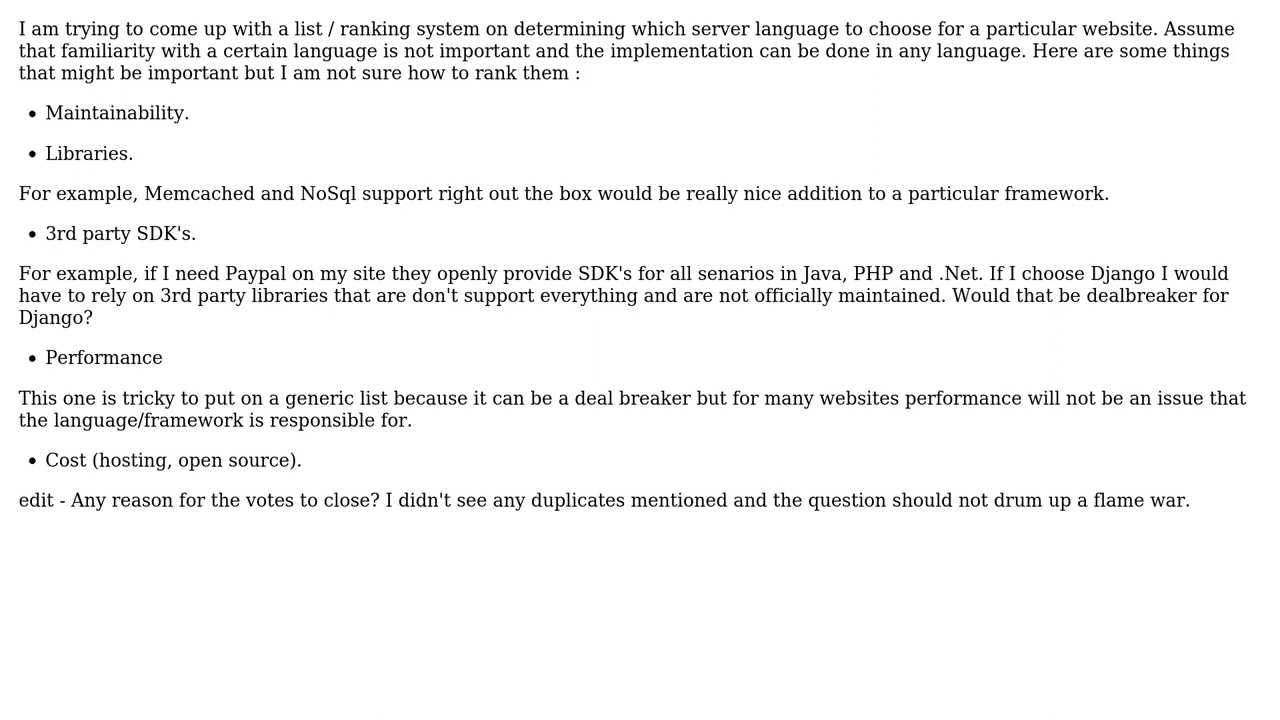 I am trying to come up with a list / ranking system on determining which server language to choose for a particular website. Assume
that familiarity with a certain language is not important and the implementation can be done in any language. Here are some things
that might be important but I am not sure how to rank them :
• Maintainability.
• Libraries.
For example, Memcached and NoSql support right out the box would be really nice addition to a particular framework.
• 3rd party SDK's.
For example, if I need Paypal on my site they openly provide SDK's for all senarios in Java, PHP and .Net. If I choose Django I would
have to rely on 3rd party libraries that are don't support everything and are not officially maintained. Would that be dealbreaker for
Django?
• Performance
This one is tricky to put on a generic list because it can be a deal breaker but for many websites performance will not be an issue that
the language/framework is responsible for.
• Cost (hosting, open source).
edit - Any reason for the votes to close? I didn't see any duplicates mentioned and the question should not drum up a flame war.